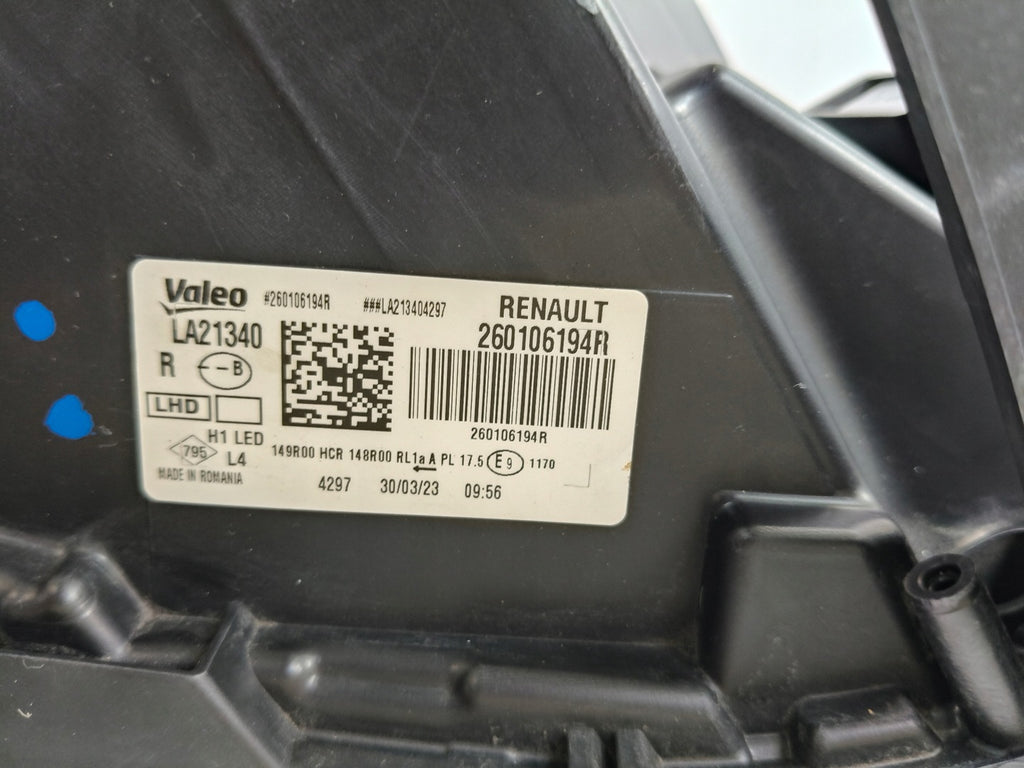 Valeo #260106194R ###LA213404297 RENAULT
LA21340 260106194R
R --B
LHD
260106194R
H1 LED
795 L4 149R00 HCR 148R00 RL1a A PL 17.5 E9 1170
MADE IN ROMANIA
4297 30/03/23 09:56